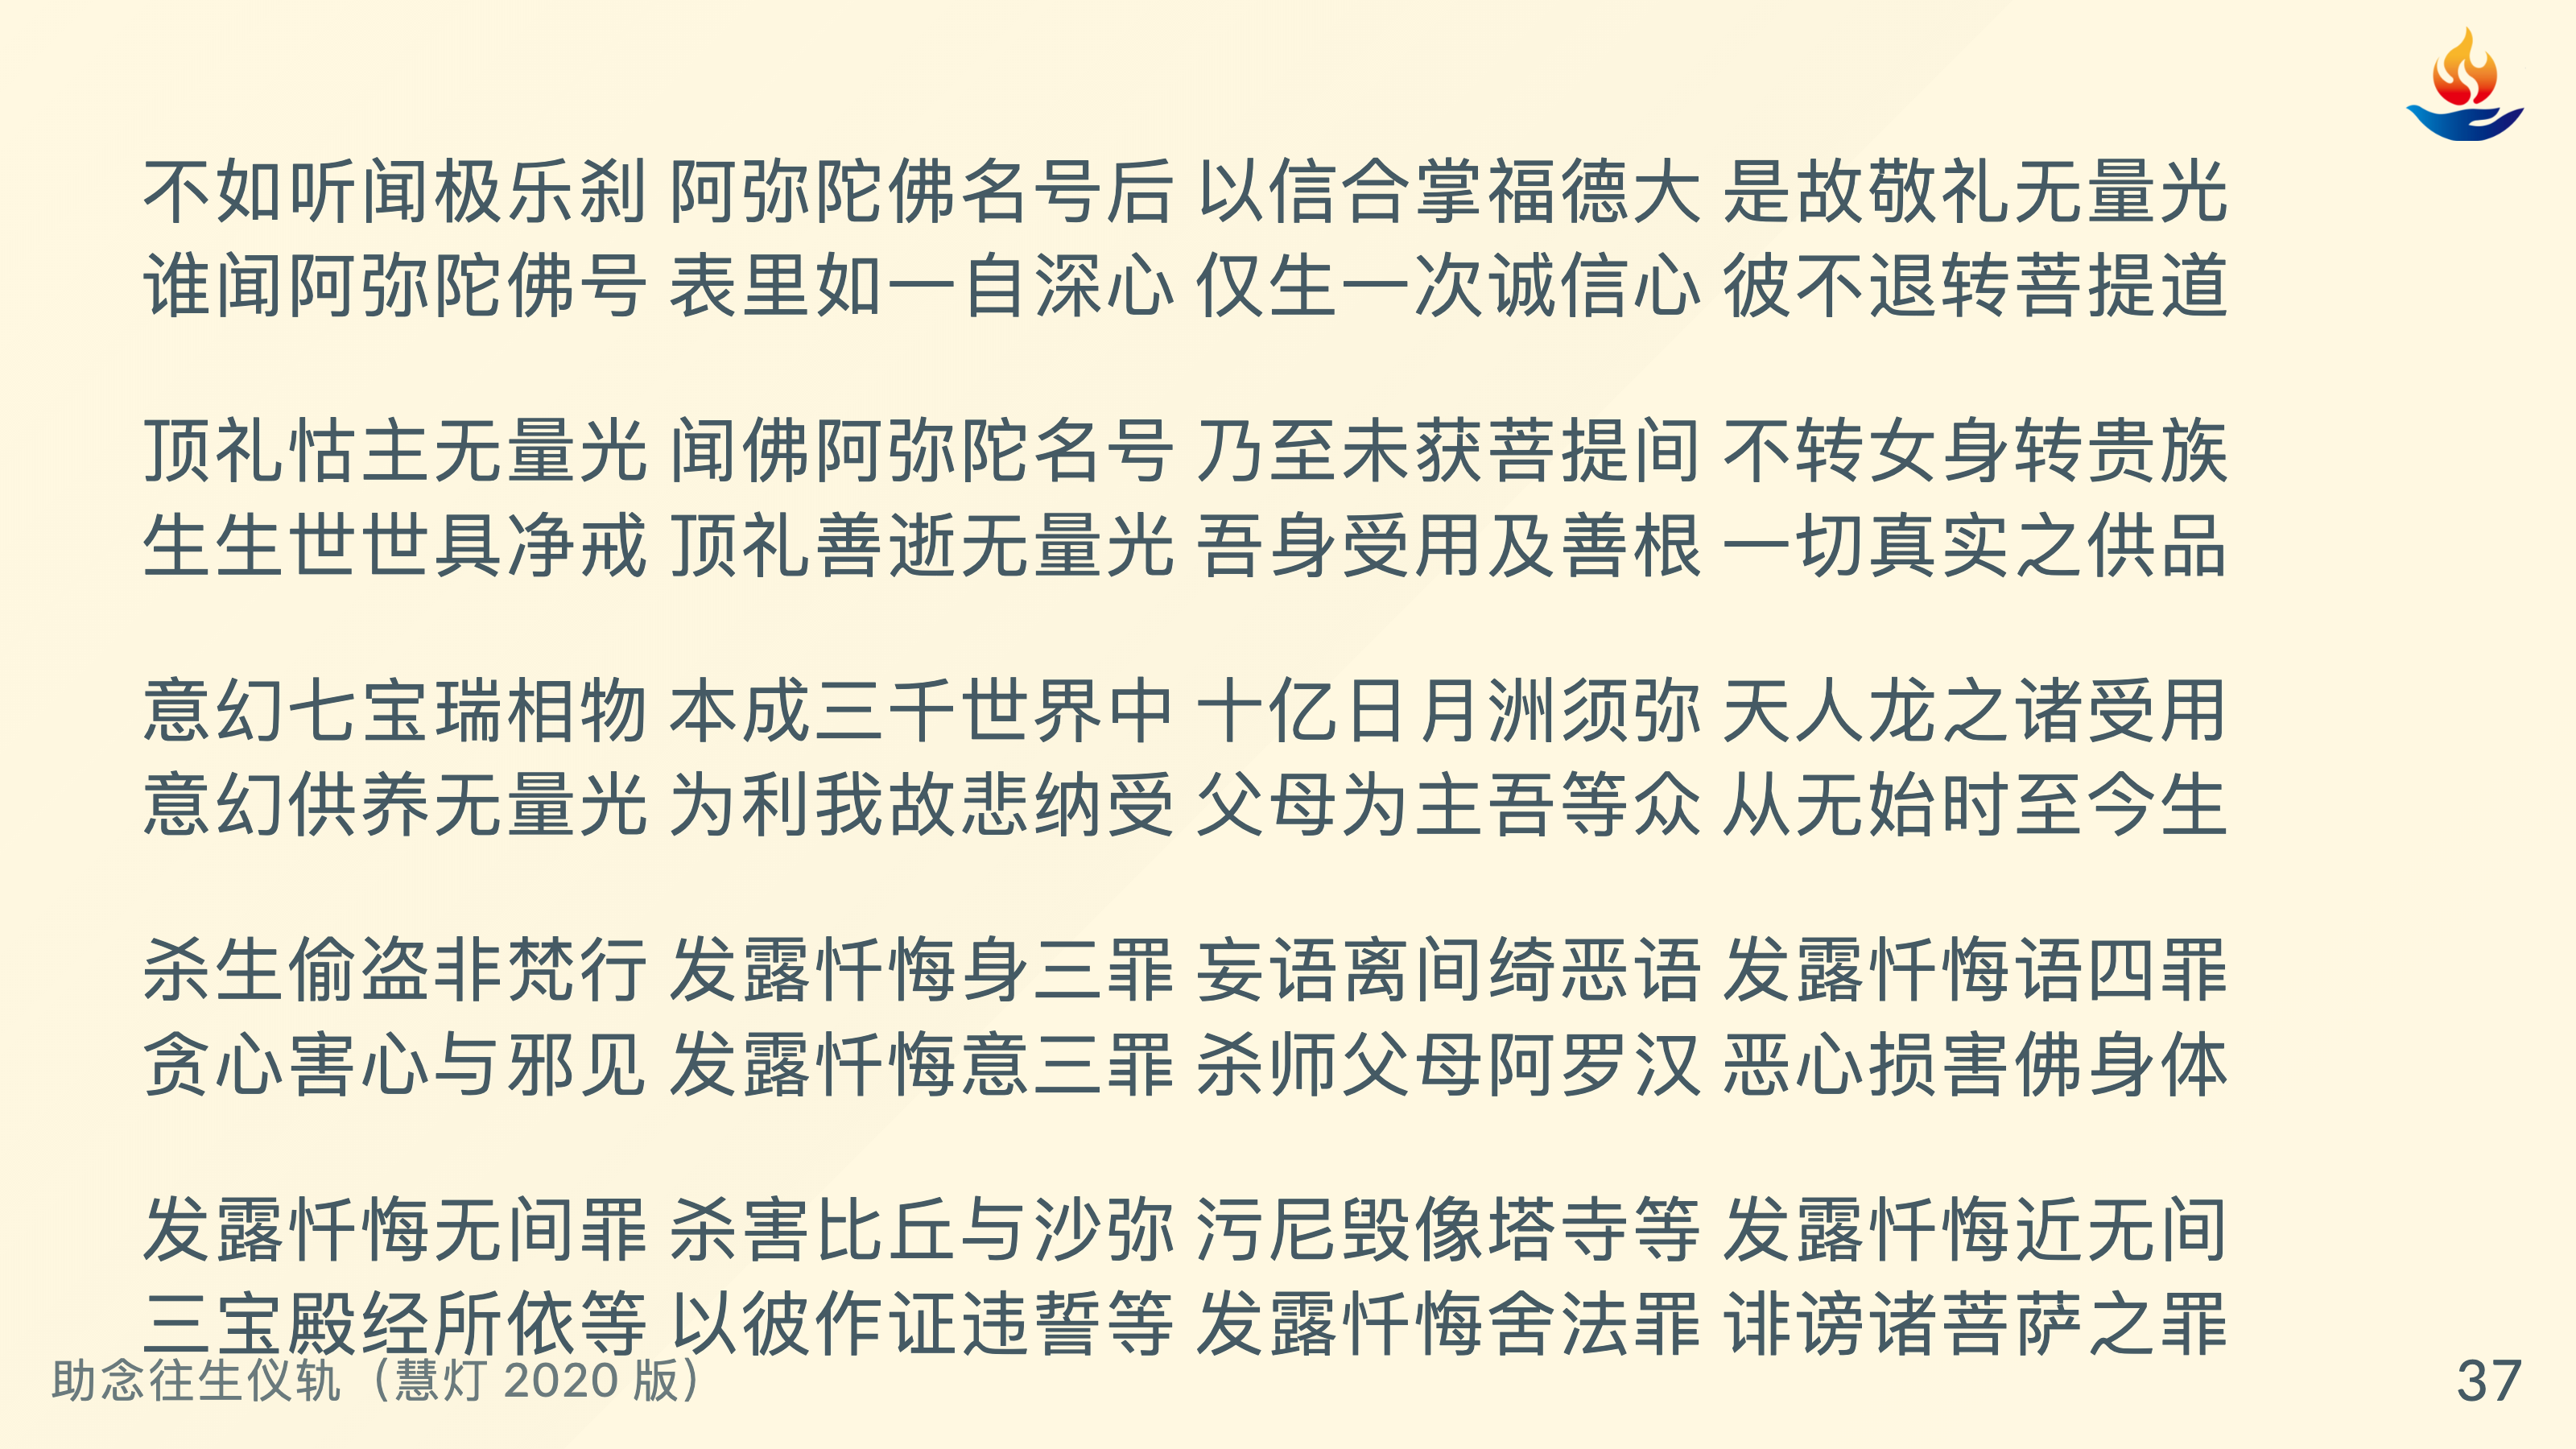 不如听闻极乐刹 阿弥陀佛名号后 以信合掌福德大 是故敬礼无量光
谁闻阿弥陀佛号 表里如一自深心 仅生一次诚信心 彼不退转菩提道
顶礼怙主无量光 闻佛阿弥陀名号 乃至未获菩提间 不转女身转贵族
生生世世具净戒 顶礼善逝无量光 吾身受用及善根 一切真实之供品
意幻七宝瑞相物 本成三千世界中 十亿日月洲须弥 天人龙之诸受用
意幻供养无量光 为利我故悲纳受 父母为主吾等众 从无始时至今生
杀生偷盗非梵行 发露忏悔身三罪 妄语离间绮恶语 发露忏悔语四罪
贪心害心与邪见 发露忏悔意三罪 杀师父母阿罗汉 恶心损害佛身体
发露忏悔无间罪 杀害比丘与沙弥 污尼毁像塔寺等 发露忏悔近无间
三宝殿经所依等 以彼作证违誓等 发露忏悔舍法罪 诽谤诸菩萨之罪
助念往生仪轨（慧灯 2020 版）
37